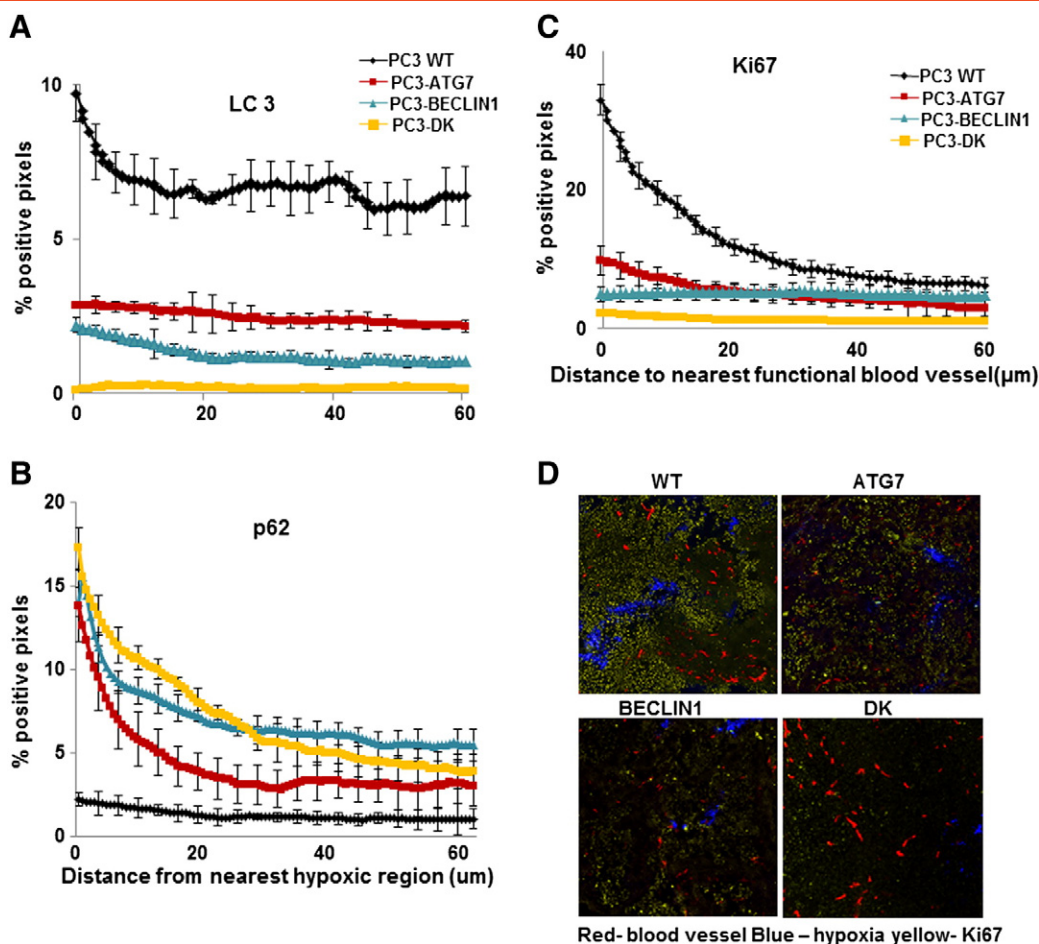 A
LC 3
PC3 WT
PC3-ATG7
PC3-BECLIN1
PC3-DK
% positive pixels
10
5
0
0 20 40 60
B
p62
% positive pixels
20
15
10
5
0
0 20 40 60
Distance from nearest hypoxic region (um)
C
Ki67
PC3 WT
PC3-ATG7
PC3-BECLIN1
PC3-DK
% positive pixels
40
20
0
0 20 40 60
Distance to nearest functional blood vessel(µm)
D
WT ATG7
BECLIN1 DK
Red- blood vessel Blue – hypoxia yellow- Ki67